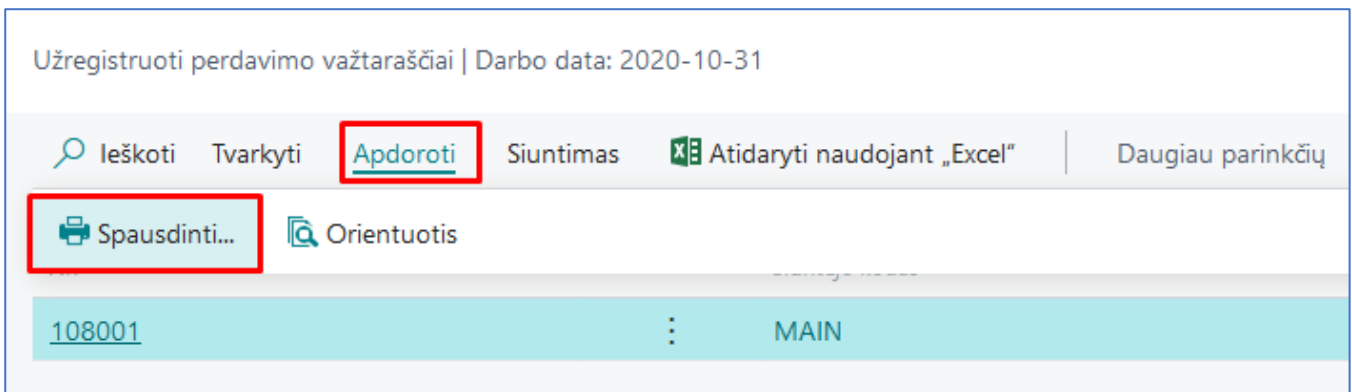 Užregistruoti perdavimo važtaraščiai | Darbo data: 2020-10-31
Ieškoti Tvarkyti Apdoroti Siuntimas Atidaryti naudojant „Excel“ Daugiau parinkčių
Spausdinti... Orientuotis
108001 MAIN